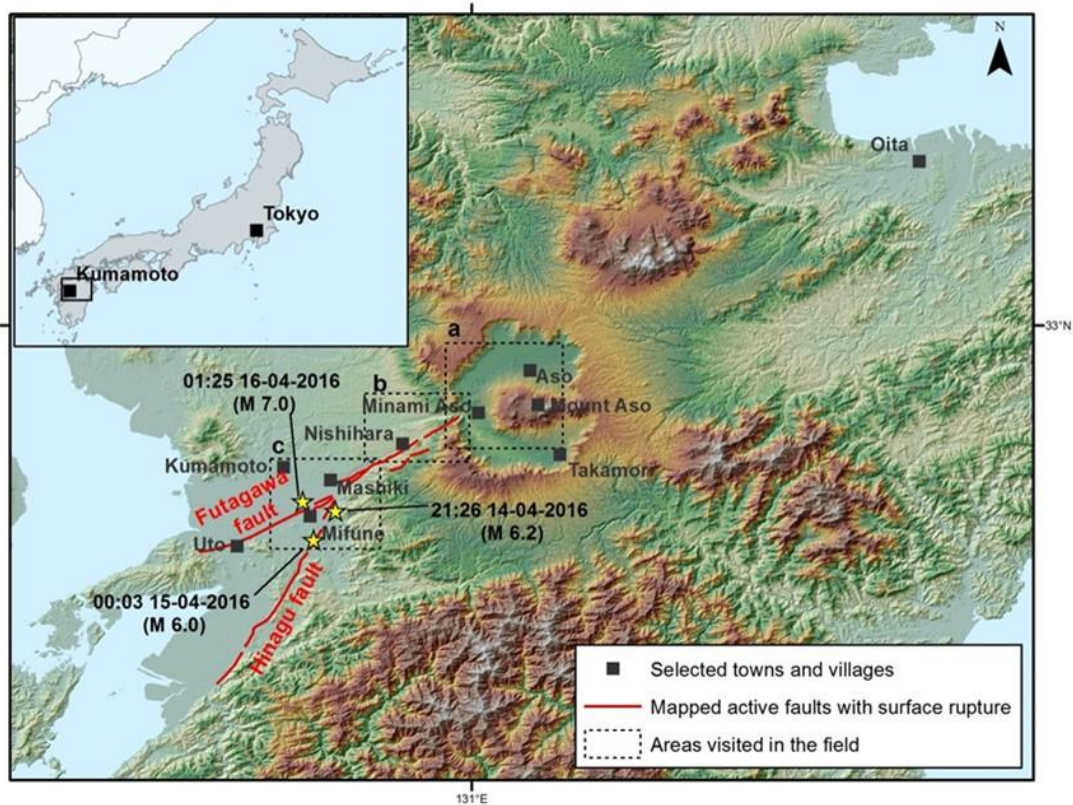 N
Tokyo
Kumamoto
Oita
33°N
a
Aso
Mount Aso
Minami Aso
Takamori
b
Nishihara
01:25 16-04-2016
(M 7.0)
c
Kumamoto
Mashiki
Futagawa
fault
21:26 14-04-2016
(M 6.2)
Uto
Mifune
00:03 15-04-2016
(M 6.0)
Hinagu fault
Selected towns and villages
Mapped active faults with surface rupture
Areas visited in the field
131°E